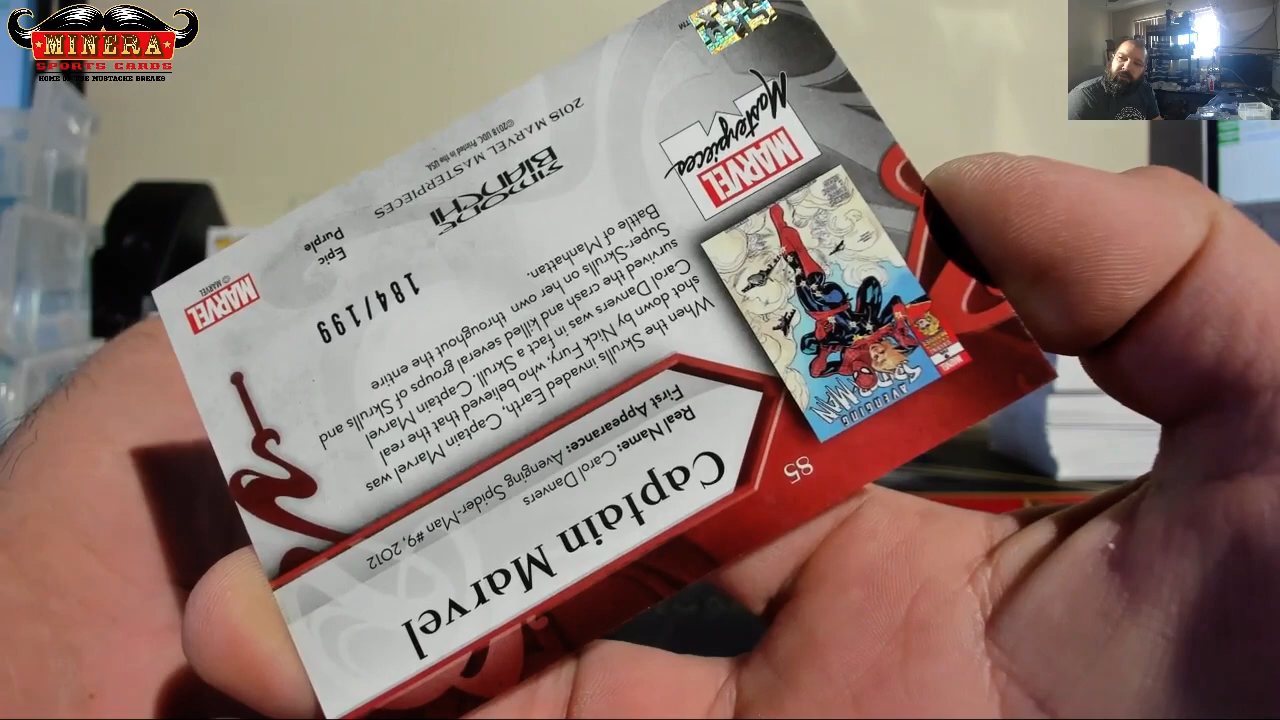 MINERA
SPORTS CARDS
HOME OF THE MUSTACHE BREAKS
Captain Marvel
Real Name: Carol Danvers
First Appearance: Avenging Spider-Man #9, 2012
85
When the Skrulls invaded Earth, Captain Marvel was
shot down by Nick Fury, who believed that the real
Carol Danvers was in fact a Skrull. Captain Marvel
survived the crash and killed several groups of Skrulls and
Super-Skrulls on her own throughout the entire
Battle of Manhattan.
AVENGING
SPIDER-MAN
MARVEL
Masterpieces
184/199
Epic
Purple
SIMONE
BIANCHI
MARVEL
© MARVEL
2018 MARVEL MASTERPIECES
©2018 UDC. Printed in the USA.
TM